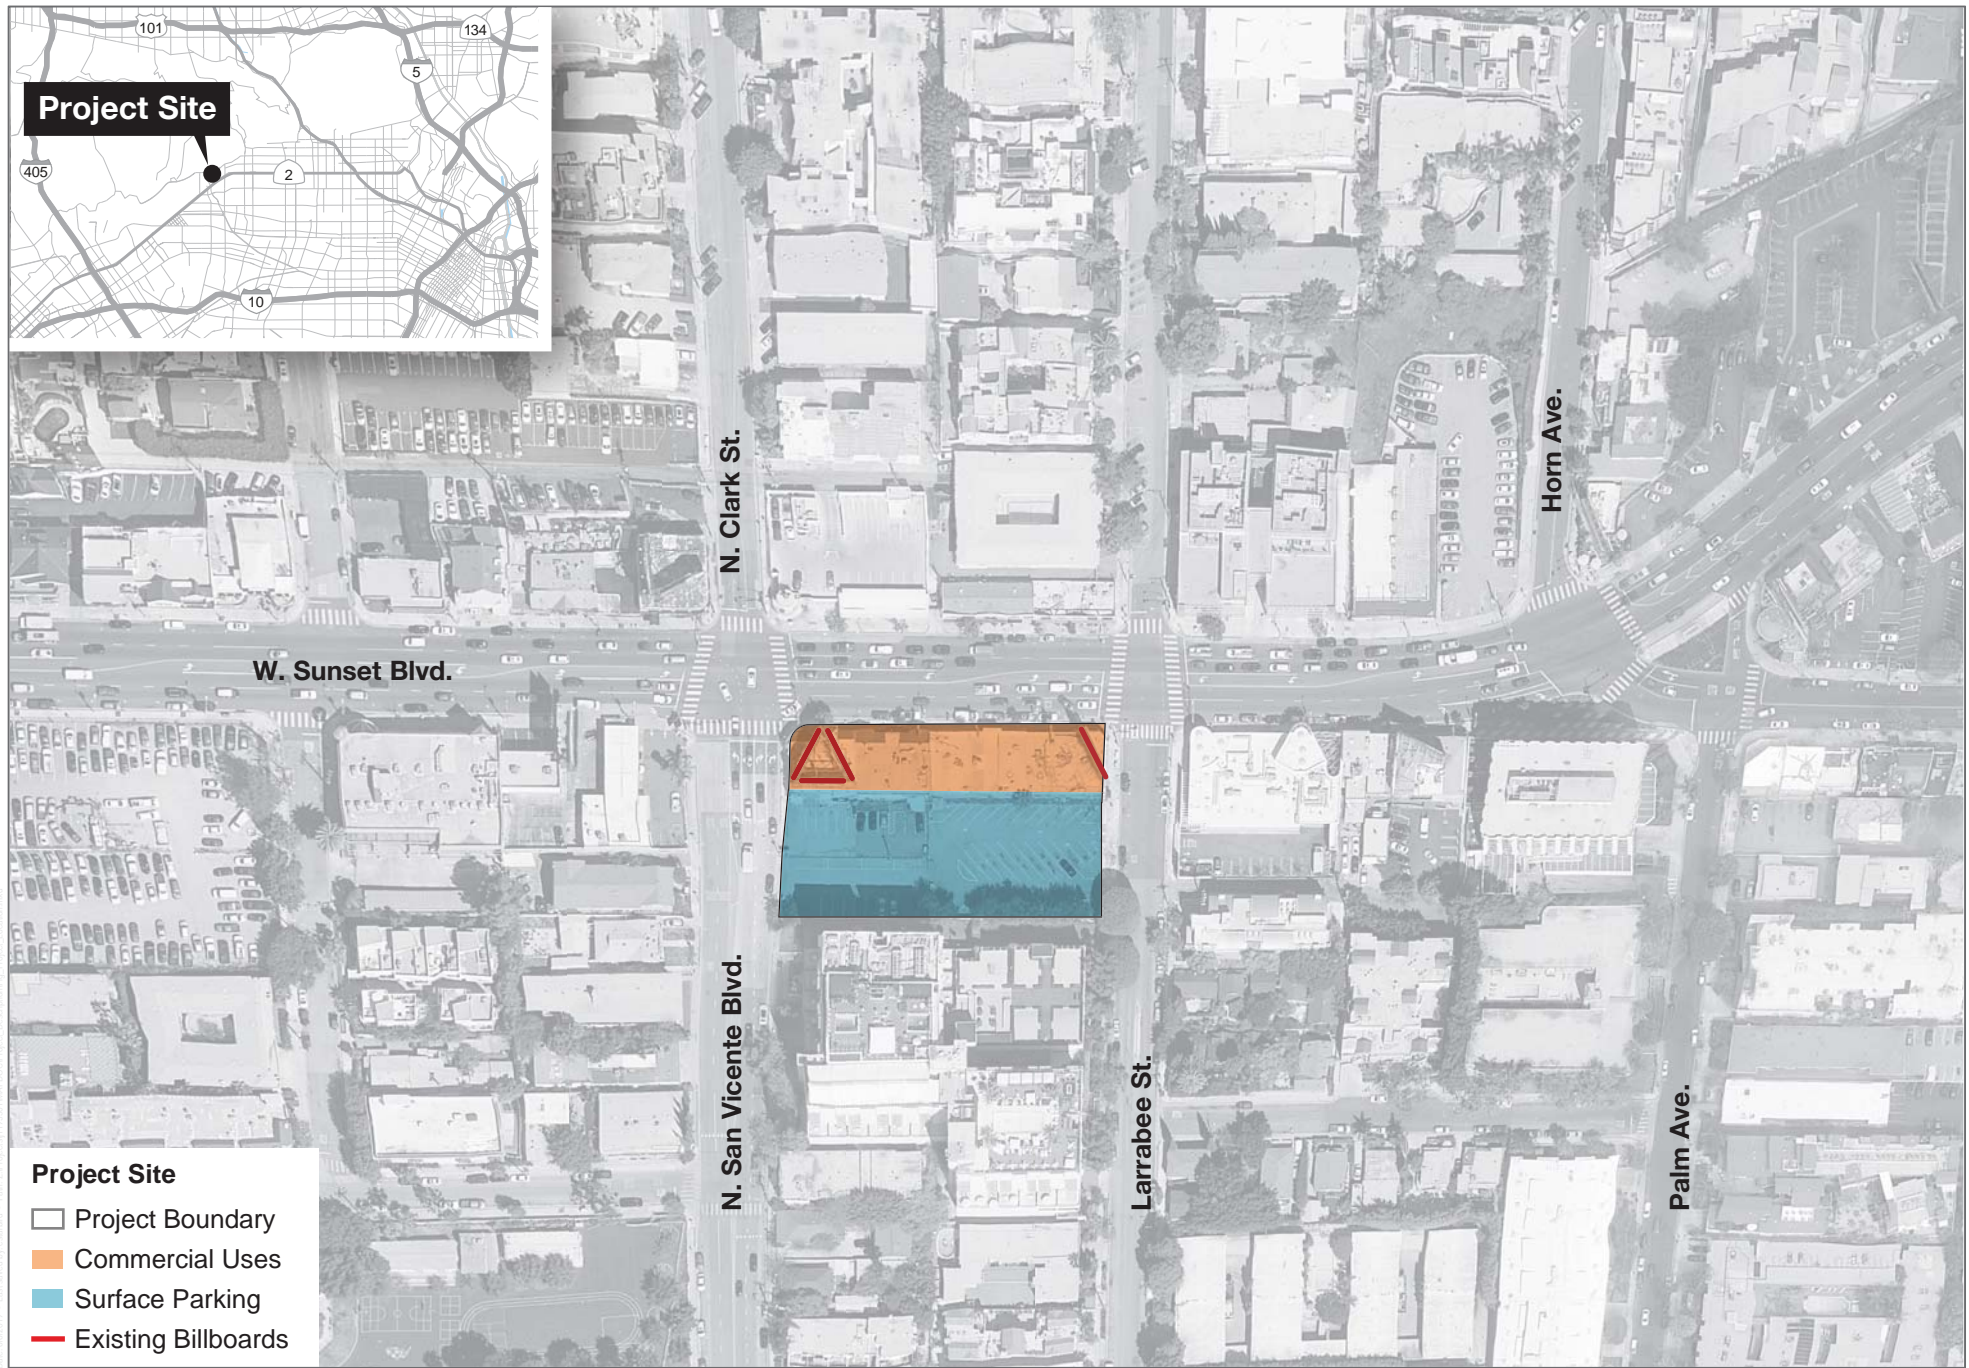 101
134
5
Project Site
405
2
10
N. Clark St.
Horn Ave.
W. Sunset Blvd.
N. San Vicente Blvd.
Larrabee St.
Palm Ave.
Project Site
Project Boundary
Commercial Uses
Surface Parking
Existing Billboards